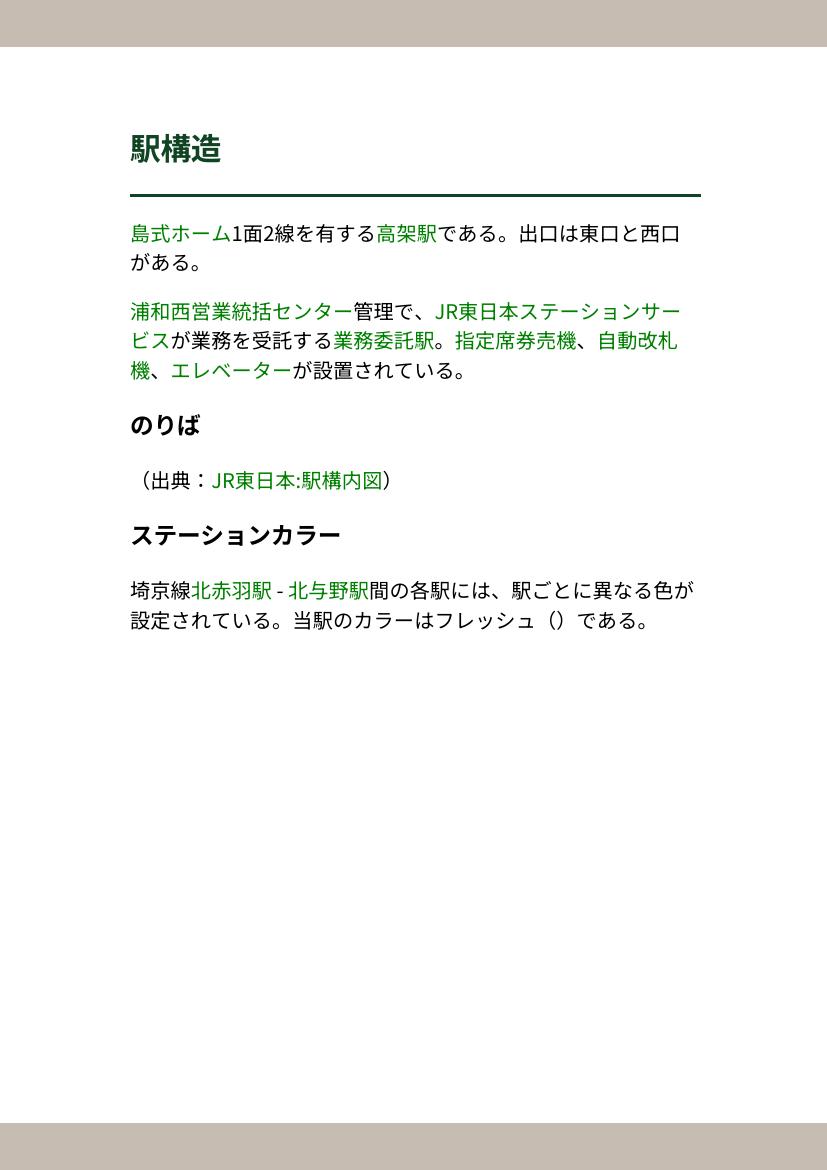 駅構造
島式ホーム1面2線を有する高架駅である。出口は東口と西口
がある。
浦和西営業統括センター管理で、JR東日本ステーションサー
ビスが業務を受託する業務委託駅。指定席券売機、自動改札
機、エレベーターが設置されている。
のりば
（出典：JR東日本:駅構内図）
ステーションカラー
埼京線北赤羽駅 - 北与野駅間の各駅には、駅ごとに異なる色が
設定されている。当駅のカラーはフレッシュ（）である。